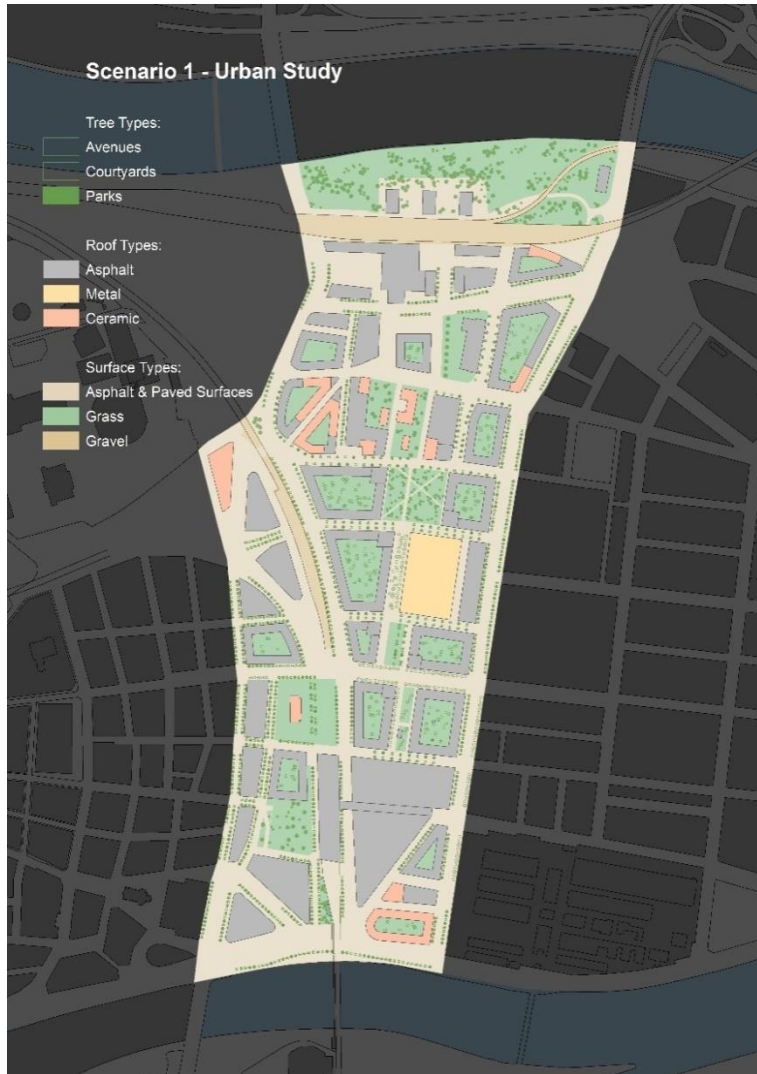 Scenario 1 - Urban Study
Tree Types:
Avenues
Courtyards
Parks
Roof Types:
Asphalt
Metal
Ceramic
Surface Types:
Asphalt & Paved Surfaces
Grass
Gravel